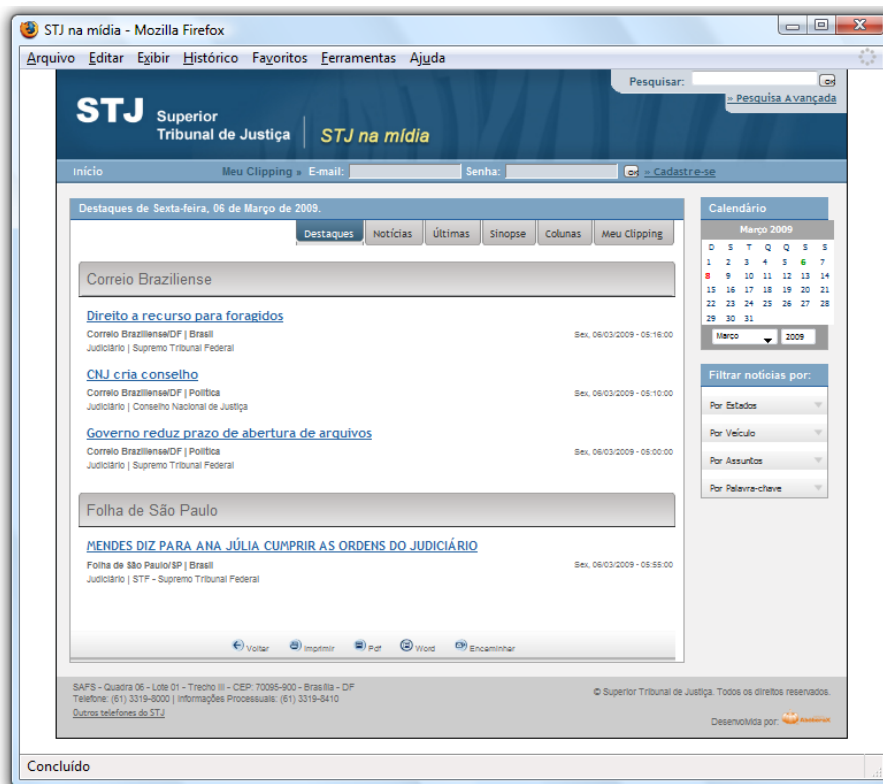 STJ na mídia - Mozilla Firefox
Arquivo Editar Exibir Histórico Favoritos Ferramentas Ajuda
Pesquisar: OK
» Pesquisa Avançada
STJ Superior Tribunal de Justiça STJ na mídia
Início Meu Clipping » E-mail: Senha: OK » Cadastre-se
Destaques de Sexta-feira, 06 de Março de 2009.
Destaques Notícias Últimas Sinopse Colunas Meu Clipping
Correio Braziliense
Direito a recurso para foragidos
Correio Braziliense/DF | Brasil
Sex, 06/03/2009 - 05:16:00
Judiciário | Supremo Tribunal Federal
CNJ cria conselho
Correio Braziliense/DF | Política
Sex, 06/03/2009 - 05:10:00
Judiciário | Conselho Nacional de Justiça
Governo reduz prazo de abertura de arquivos
Correio Braziliense/DF | Política
Sex, 06/03/2009 - 05:00:00
Judiciário | Supremo Tribunal Federal
Folha de São Paulo
MENDES DIZ PARA ANA JÚLIA CUMPRIR AS ORDENS DO JUDICIÁRIO
Folha de São Paulo/SP | Brasil
Sex, 06/03/2009 - 05:55:00
Judiciário | STF - Supremo Tribunal Federal
Voltar Imprimir Pdf Word Encaminhar
Calendário
Março 2009
D S T Q Q S S
1 2 3 4 5 6 7
8 9 10 11 12 13 14
15 16 17 18 19 20 21
22 23 24 25 26 27 28
29 30 31
Março 2009
Filtrar notícias por:
Por Estados
Por Veículo
Por Assuntos
Por Palavra-chave
SAFS - Quadra 06 - Lote 01 - Trecho III - CEP: 70095-900 - Brasília - DF
Telefone: (61) 3319-8000 | Informações Processuais: (61) 3319-8410
Outros telefones do STJ
© Superior Tribunal de Justiça. Todos os direitos reservados.
Desenvolvida por:
Concluído